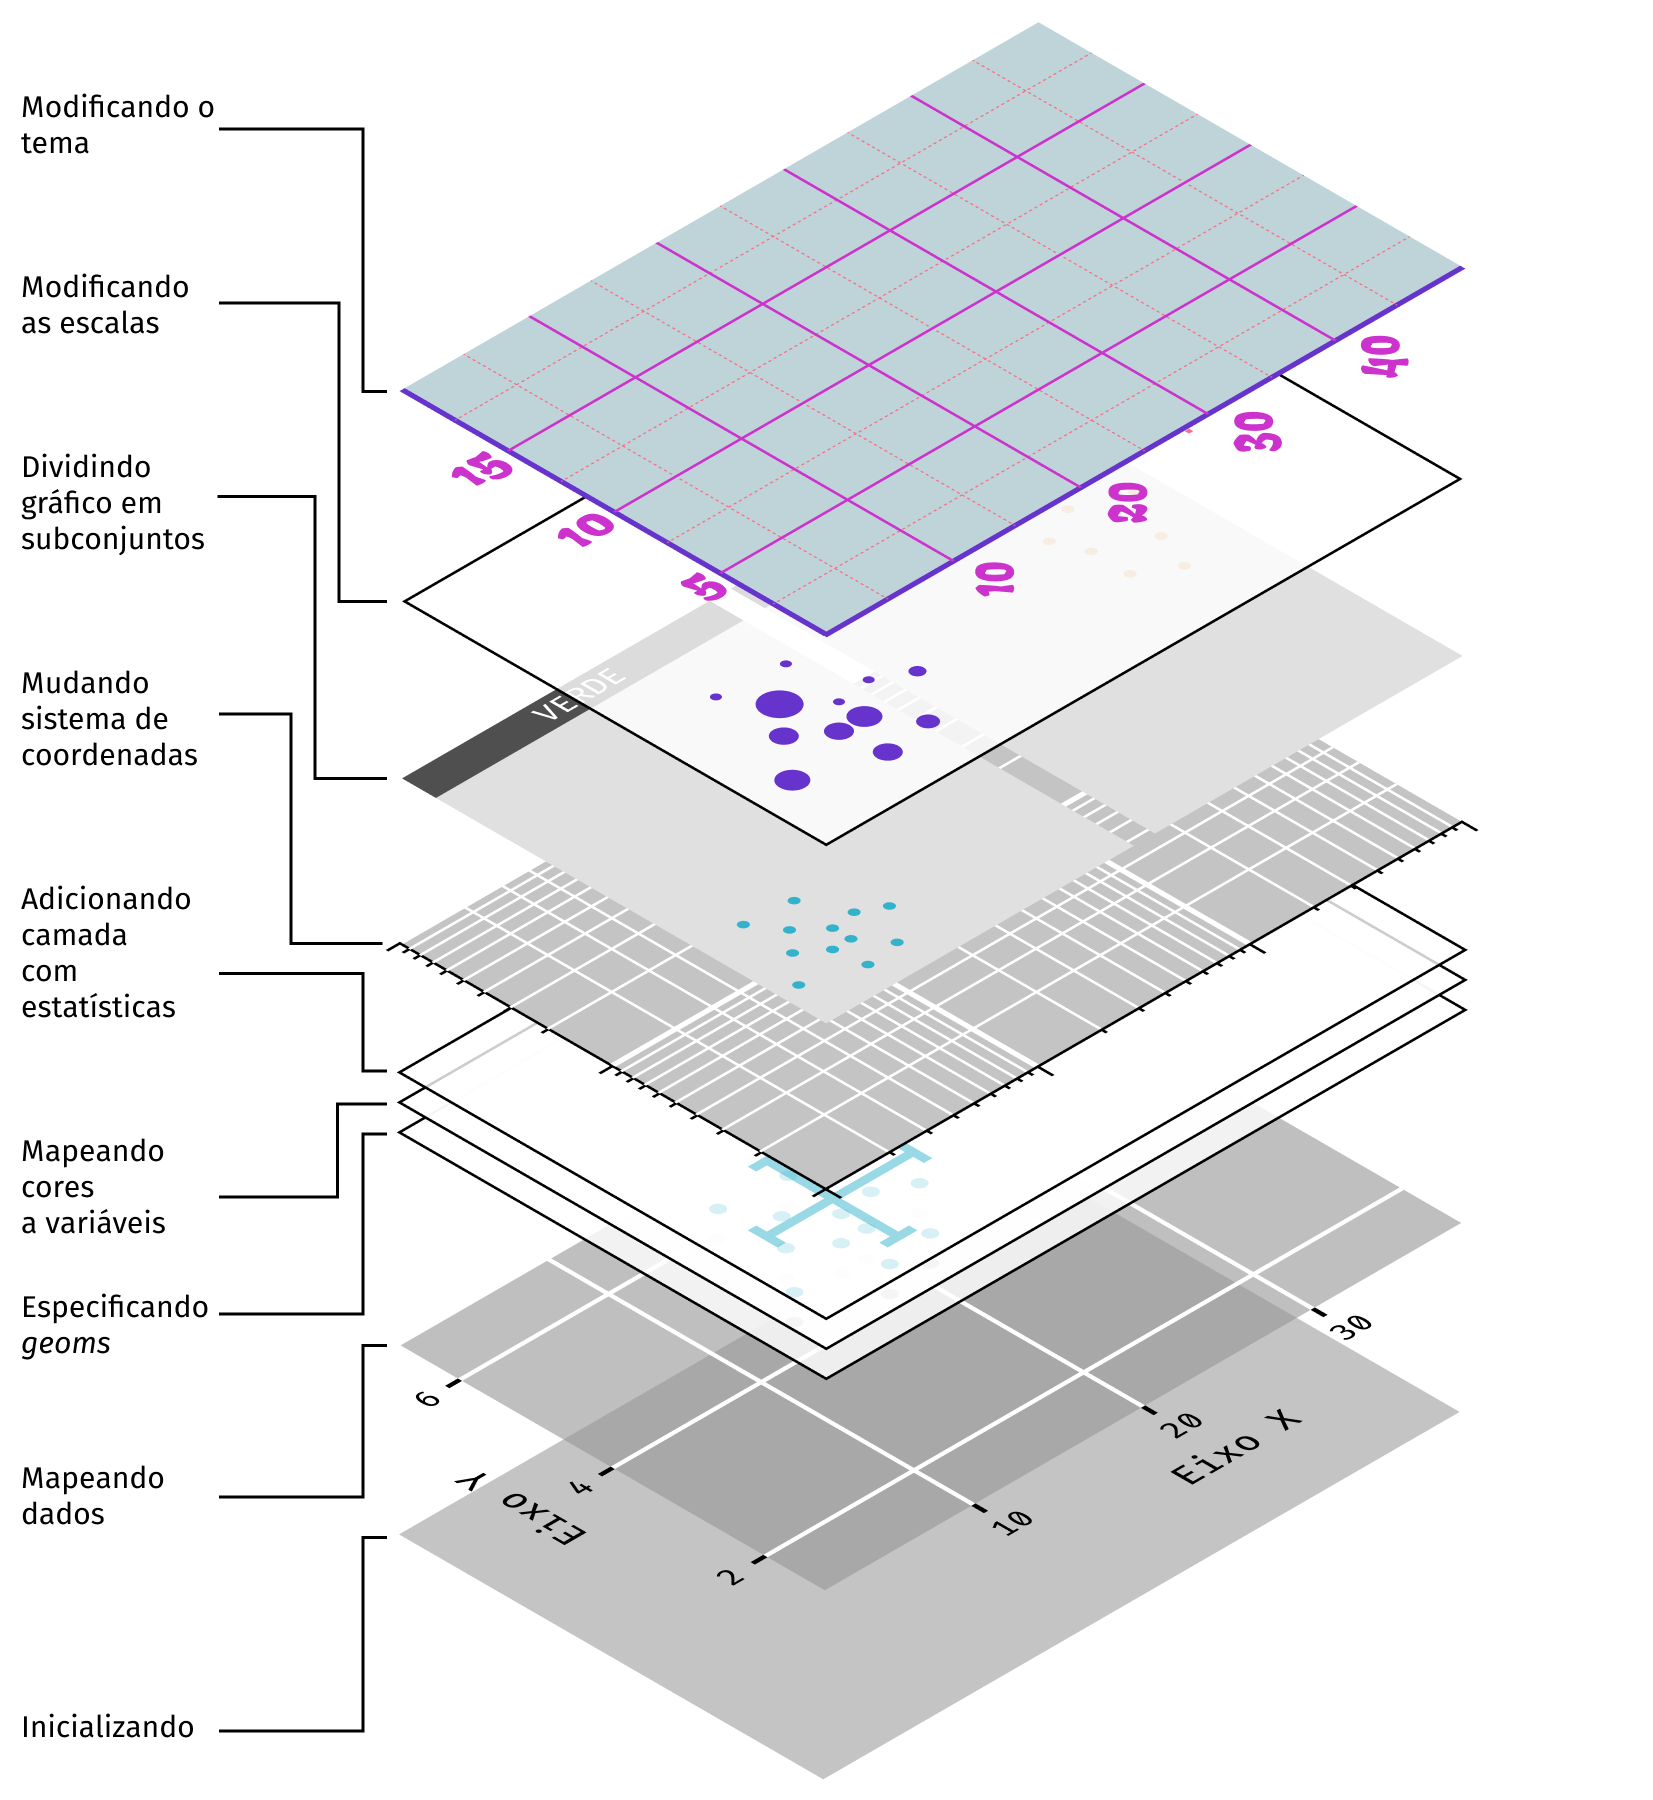 Modificando o
tema
Modificando
as escalas
Dividindo
gráfico em
subconjuntos
Mudando
sistema de
coordenadas
Adicionando
camada
com
estatísticas
Mapeando
cores
a variáveis
Especificando
geoms
Mapeando
dados
Inicializando
15
10
5
10
20
30
40
VERDE
6
4
2
10
20
30
Eixo Y
Eixo X